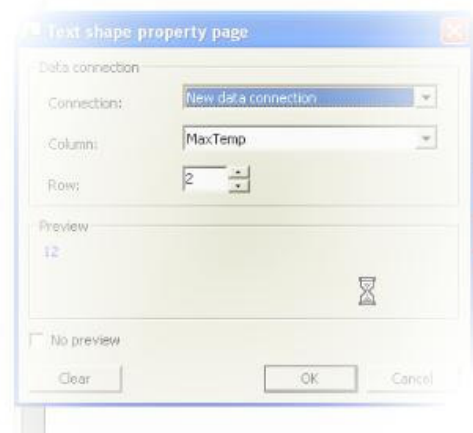 Text shape property page
Data connection
Connection: New data connection
Column: MaxTemp
Row: 2
Preview
12
No preview
Clear OK Cancel